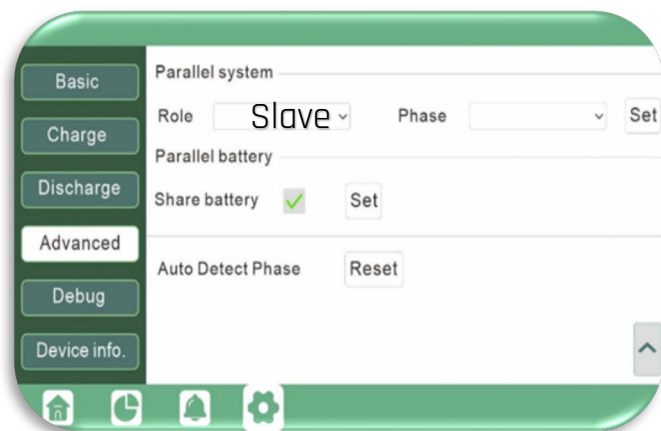 Basic
Charge
Discharge
Advanced
Debug
Device info.
Parallel system
Role Slave Phase Set
Parallel battery
Share battery Set
Auto Detect Phase Reset